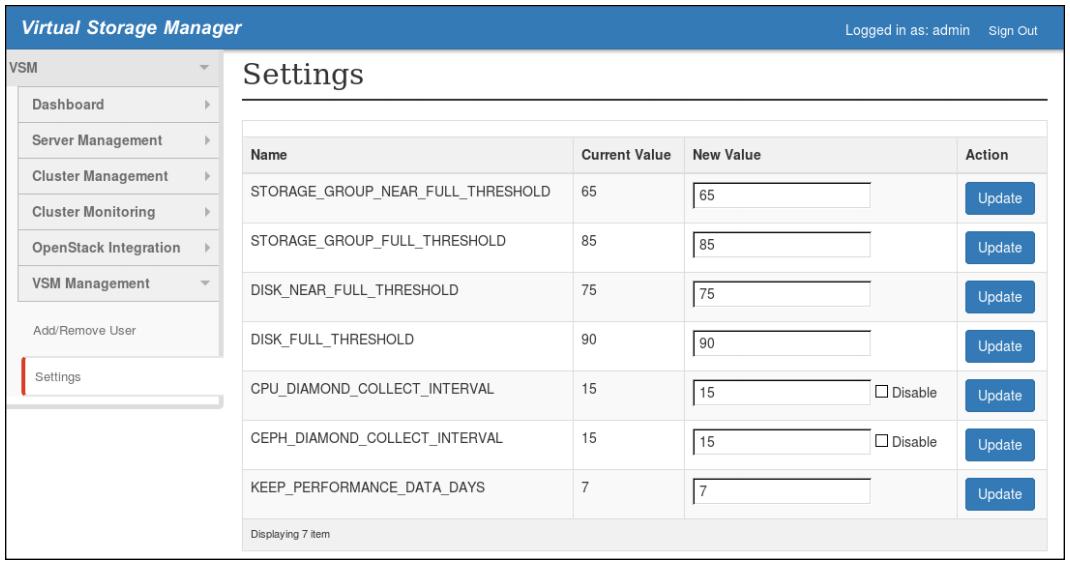 Virtual Storage Manager
Logged in as: admin Sign Out
VSM
Dashboard
Server Management
Cluster Management
Cluster Monitoring
OpenStack Integration
VSM Management
Add/Remove User
Settings
Settings
Name Current Value New Value Action
STORAGE_GROUP_NEAR_FULL_THRESHOLD 65 65 Update
STORAGE_GROUP_FULL_THRESHOLD 85 85 Update
DISK_NEAR_FULL_THRESHOLD 75 75 Update
DISK_FULL_THRESHOLD 90 90 Update
CPU_DIAMOND_COLLECT_INTERVAL 15 15 Disable Update
CEPH_DIAMOND_COLLECT_INTERVAL 15 15 Disable Update
KEEP_PERFORMANCE_DATA_DAYS 7 7 Update
Displaying 7 item